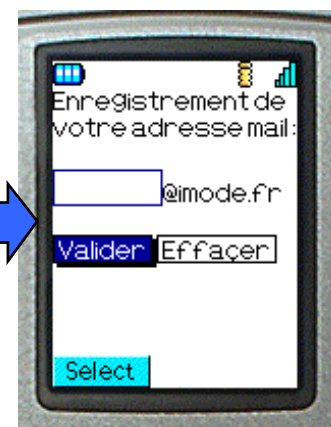 Enregistrement de
votre adresse mail:
@imode.fr
Valider Effaçer
Select